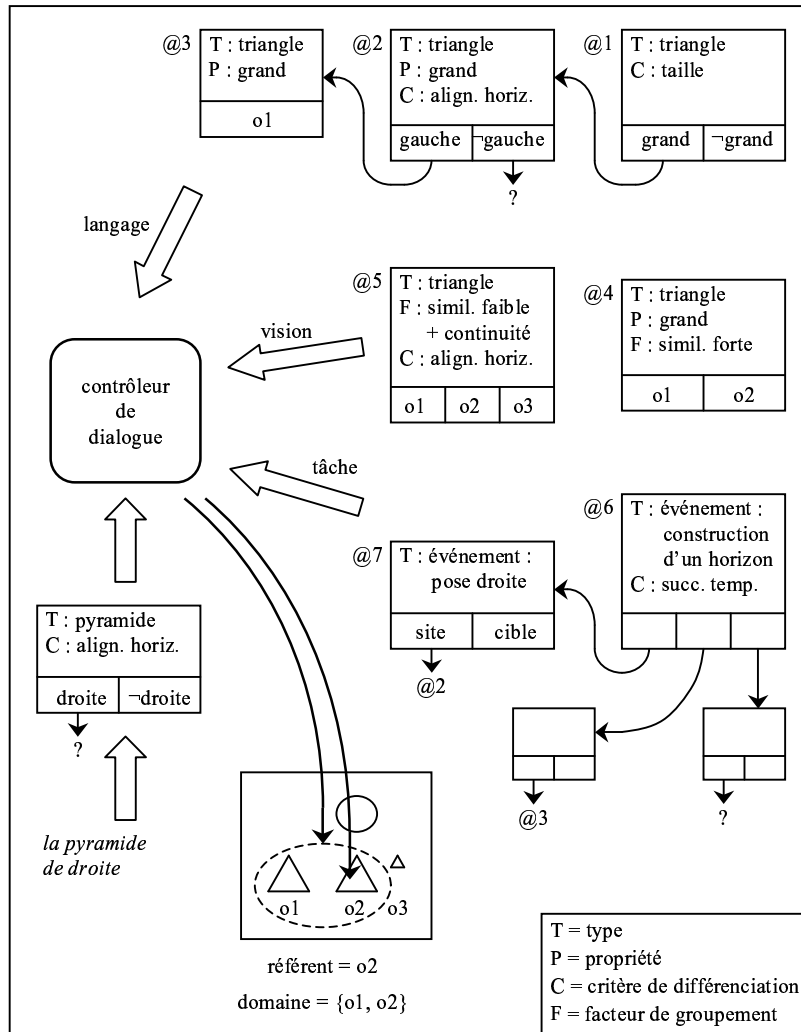 @3
T : triangle
P : grand
o1
@2
T : triangle
P : grand
C : align. horiz.
gauche ¬gauche
?
@1
T : triangle
C : taille
grand ¬grand
langage
@5
T : triangle
F : simil. faible
+ continuité
C : align. horiz.
o1 o2 o3
@4
T : triangle
P : grand
F : simil. forte
o1 o2
vision
contrôleur
de
dialogue
tâche
@7
T : événement :
pose droite
site cible
@2
@6
T : événement :
construction
d'un horizon
C : succ. temp.
@3
?
T : pyramide
C : align. horiz.
droite ¬droite
?
la pyramide
de droite
o1 o2 o3
référent = o2
domaine = {o1, o2}
T = type
P = propriété
C = critère de différenciation
F = facteur de groupement